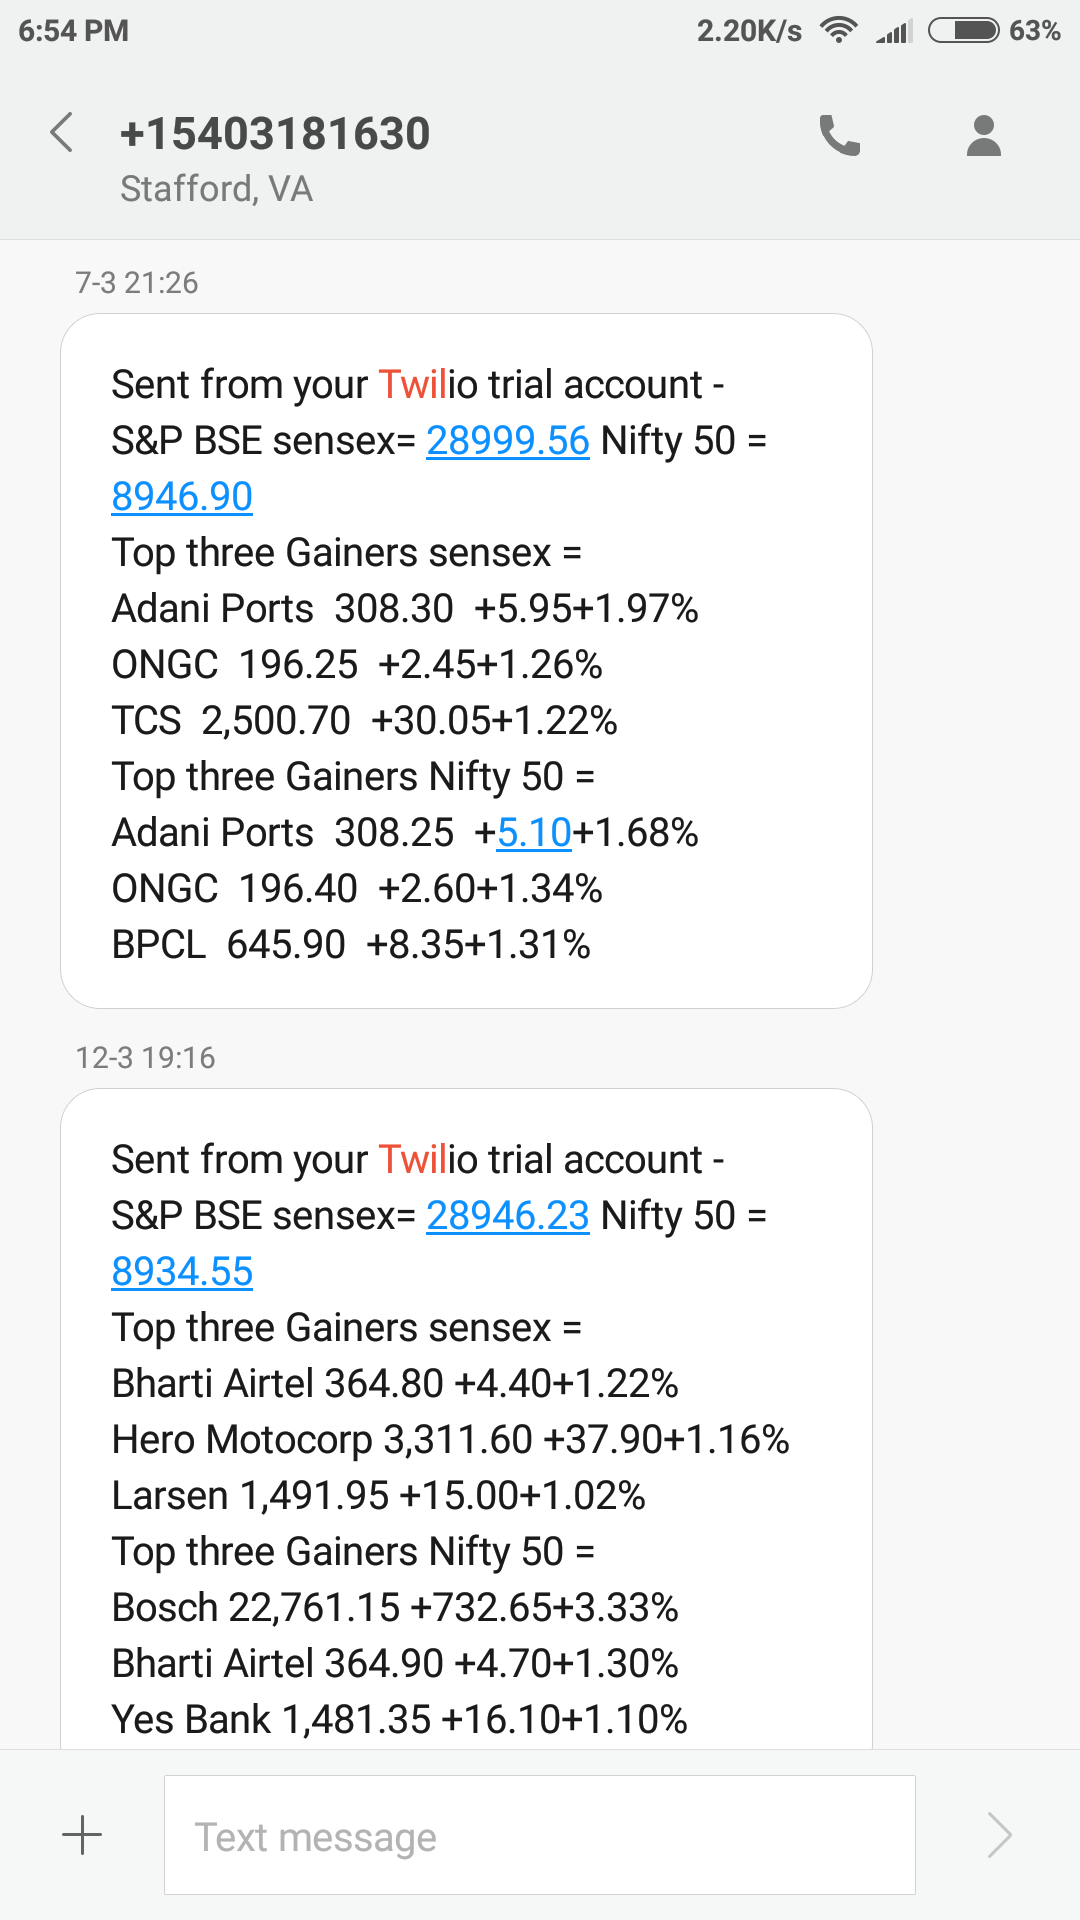 6:54 PM 2.20K/s 63%
+15403181630
Stafford, VA
7-3 21:26
Sent from your Twilio trial account -
S&P BSE sensex= 28999.56 Nifty 50 =
8946.90
Top three Gainers sensex =
Adani Ports  308.30  +5.95+1.97%
ONGC  196.25  +2.45+1.26%
TCS  2,500.70  +30.05+1.22%
Top three Gainers Nifty 50 =
Adani Ports  308.25  +5.10+1.68%
ONGC  196.40  +2.60+1.34%
BPCL  645.90  +8.35+1.31%
12-3 19:16
Sent from your Twilio trial account -
S&P BSE sensex= 28946.23 Nifty 50 =
8934.55
Top three Gainers sensex =
Bharti Airtel 364.80 +4.40+1.22%
Hero Motocorp 3,311.60 +37.90+1.16%
Larsen 1,491.95 +15.00+1.02%
Top three Gainers Nifty 50 =
Bosch 22,761.15 +732.65+3.33%
Bharti Airtel 364.90 +4.70+1.30%
Yes Bank 1,481.35 +16.10+1.10%
Text message